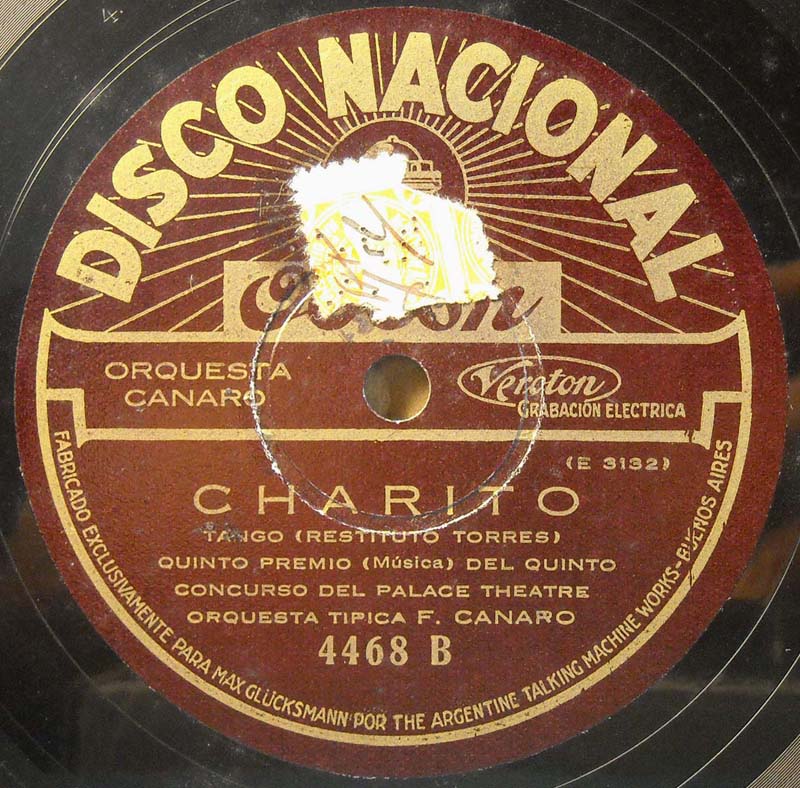 4.
DISCO NACIONAL
ORQUESTA
CANARO
Veroton
GRABACIÓN ELECTRICA
(E 3132)
CHARITO
TANGO (RESTITUTO TORRES)
QUINTO PREMIO (Música) DEL QUINTO
CONCURSO DEL PALACE THEATRE
ORQUESTA TIPICA F. CANARO
4468 B
FABRICADO EXCLUSIVAMENTE PARA MAX GLÜCKSMANN POR THE ARGENTINE TALKING MACHINE WORKS-BUENOS AIRES